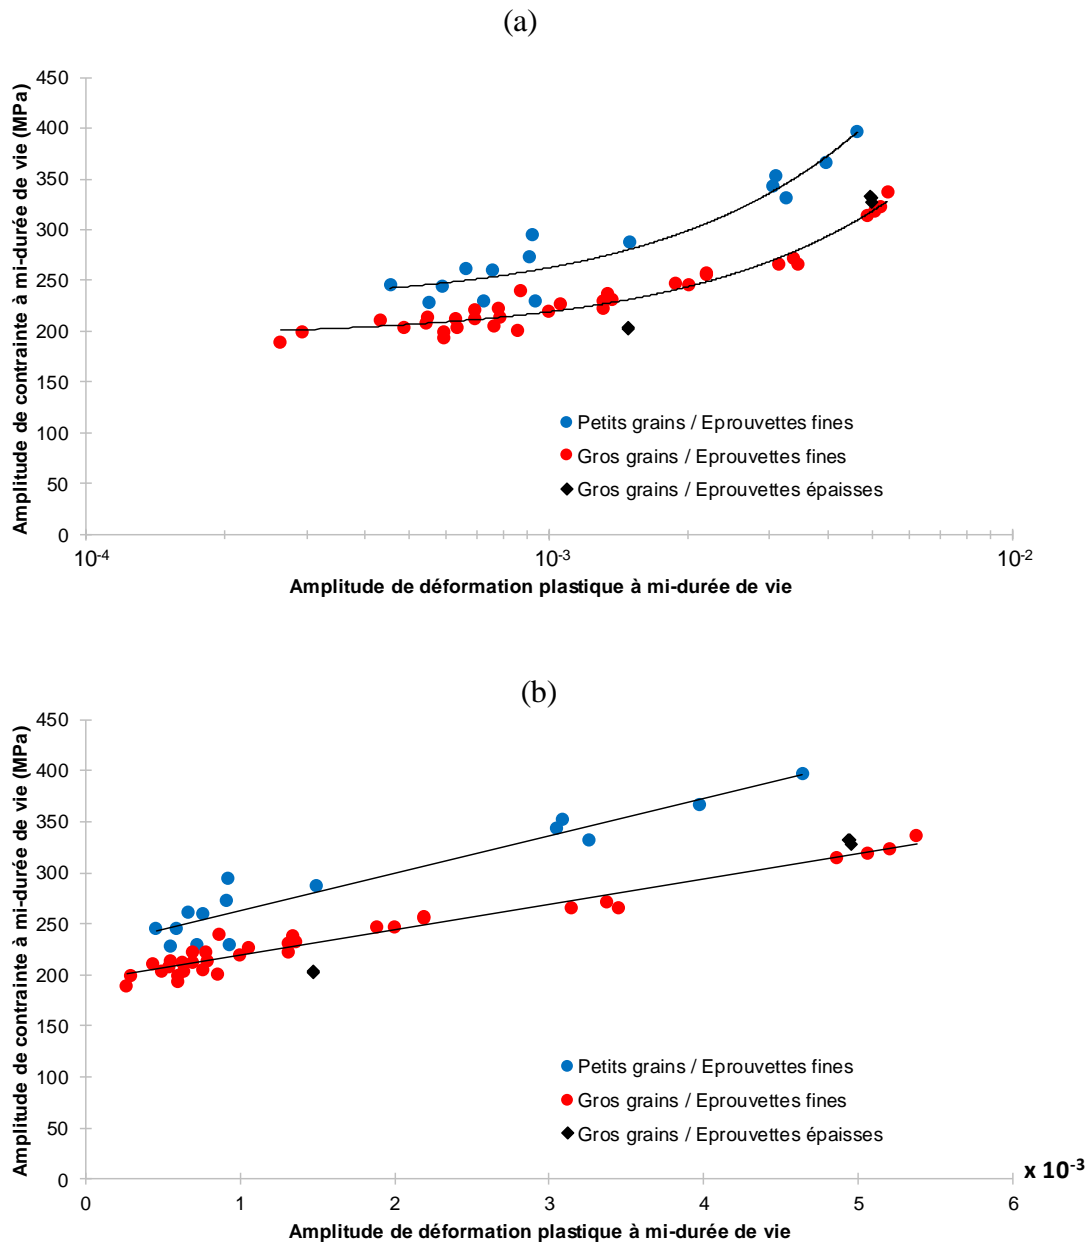 (a)
Amplitude de contrainte à mi-durée de vie (MPa)
450
400
350
300
250
200
150
100
50
0
Petits grains / Eprouvettes fines
Gros grains / Eprouvettes fines
Gros grains / Eprouvettes épaisses
10⁻⁴
10⁻³
10⁻²
Amplitude de déformation plastique à mi-durée de vie
(b)
Amplitude de contrainte à mi-durée de vie (MPa)
450
400
350
300
250
200
150
100
50
0
Petits grains / Eprouvettes fines
Gros grains / Eprouvettes fines
Gros grains / Eprouvettes épaisses
x 10⁻³
0 1 2 3 4 5 6
Amplitude de déformation plastique à mi-durée de vie